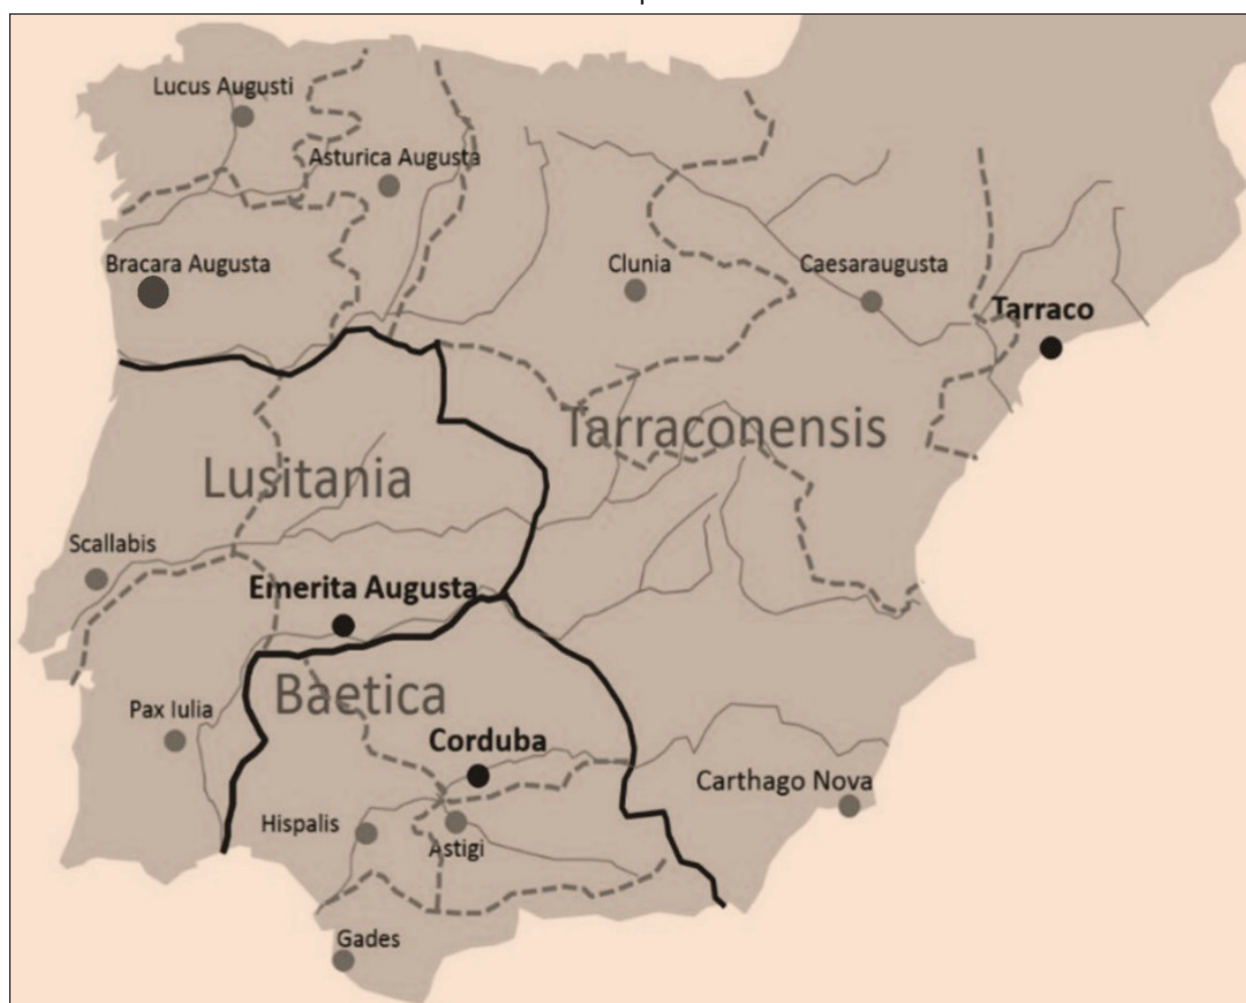 Lucus Augusti
Asturica Augusta
Bracara Augusta
Clunia
Caesaraugusta
Tarraco
Tarraconensis
Lusitania
Scallabis
Emerita Augusta
Baetica
Pax Iulia
Corduba
Carthago Nova
Hispalis
Astigi
Gades